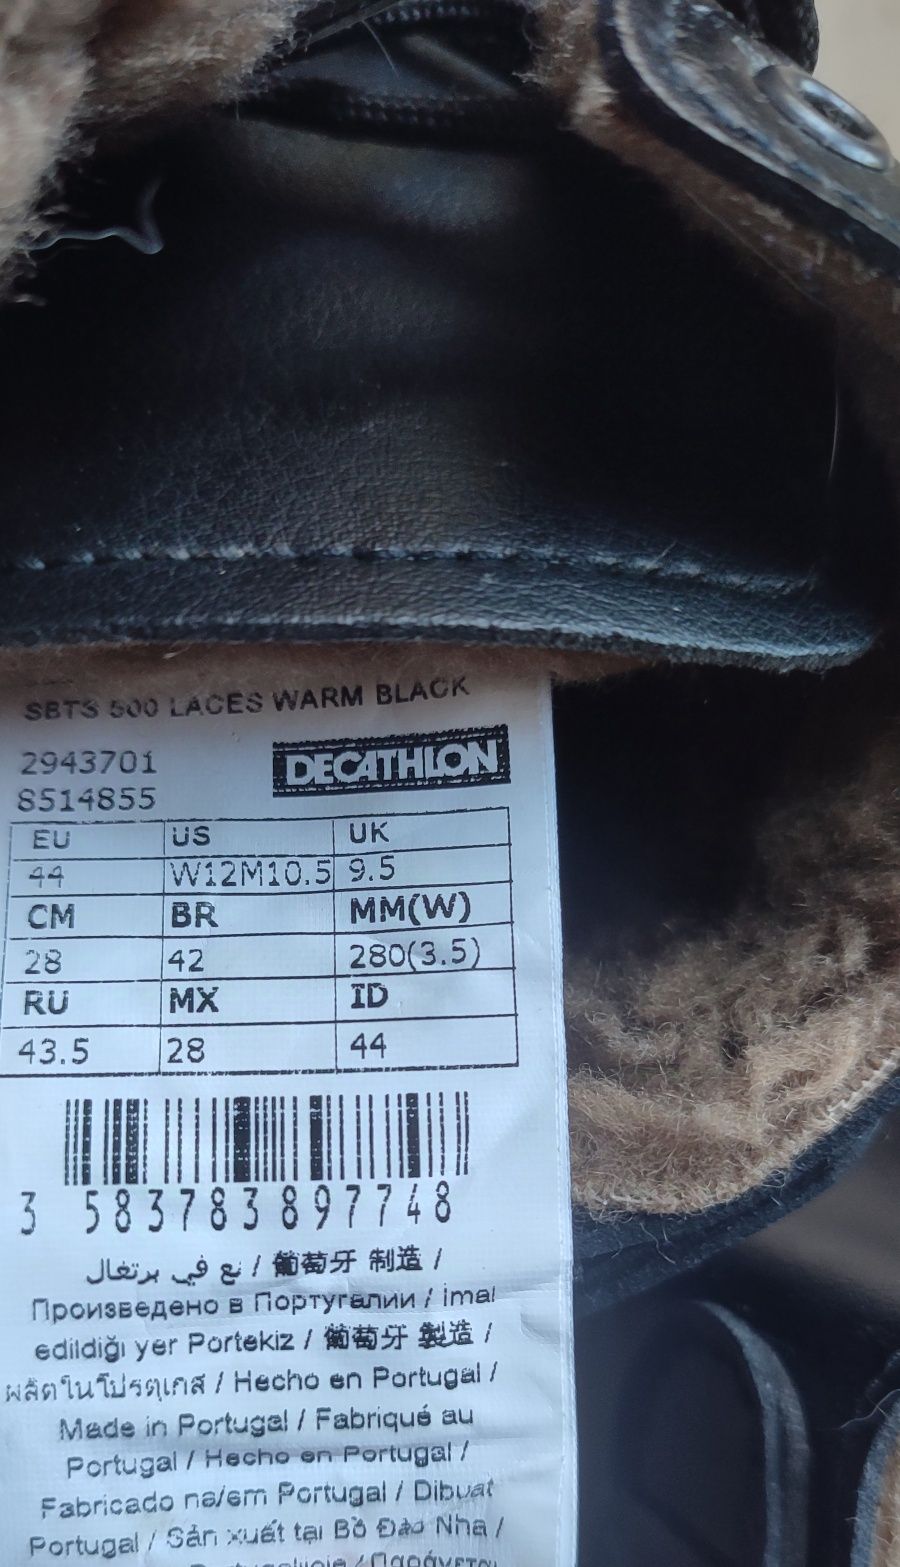 SBTS 500 LACES WARM BLACK
2943701
DECATHLON
8514855
EU US UK
44 W12M10.5 9.5
CM BR MM(W)
28 42 280(3.5)
RU MX ID
43.5 28 44
3 583783897748
نع في برتغال / 葡萄牙 制造 /
Произведено в Португалии / imal
edildiği yer Portekiz / 葡萄牙 製造 /
ผลิตในโปรตุเกส / Hecho en Portugal /
Made in Portugal / Fabriqué au
Portugal / Hecho en Portugal /
Fabricado na/em Portugal / Dibuat
Portugal / Sản xuất tại Bồ Đào Nha /